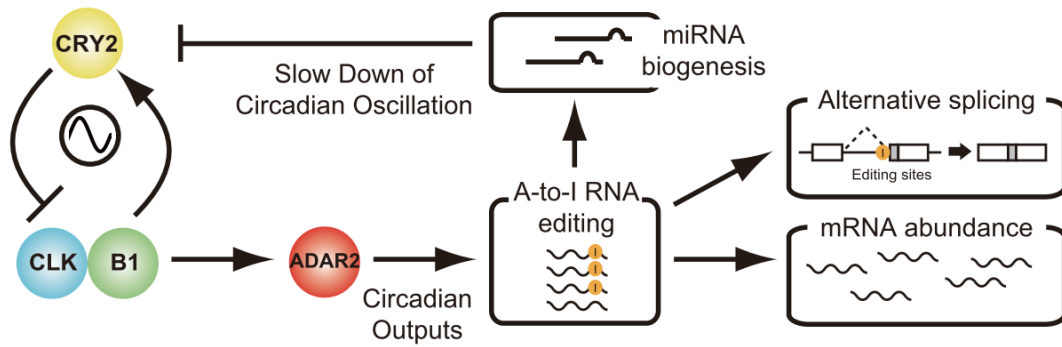 CRY2
Slow Down of
Circadian Oscillation
miRNA
biogenesis
Alternative splicing
I
Editing sites
A-to-I RNA
editing
I
I
I
mRNA abundance
CLK
B1
ADAR2
Circadian
Outputs